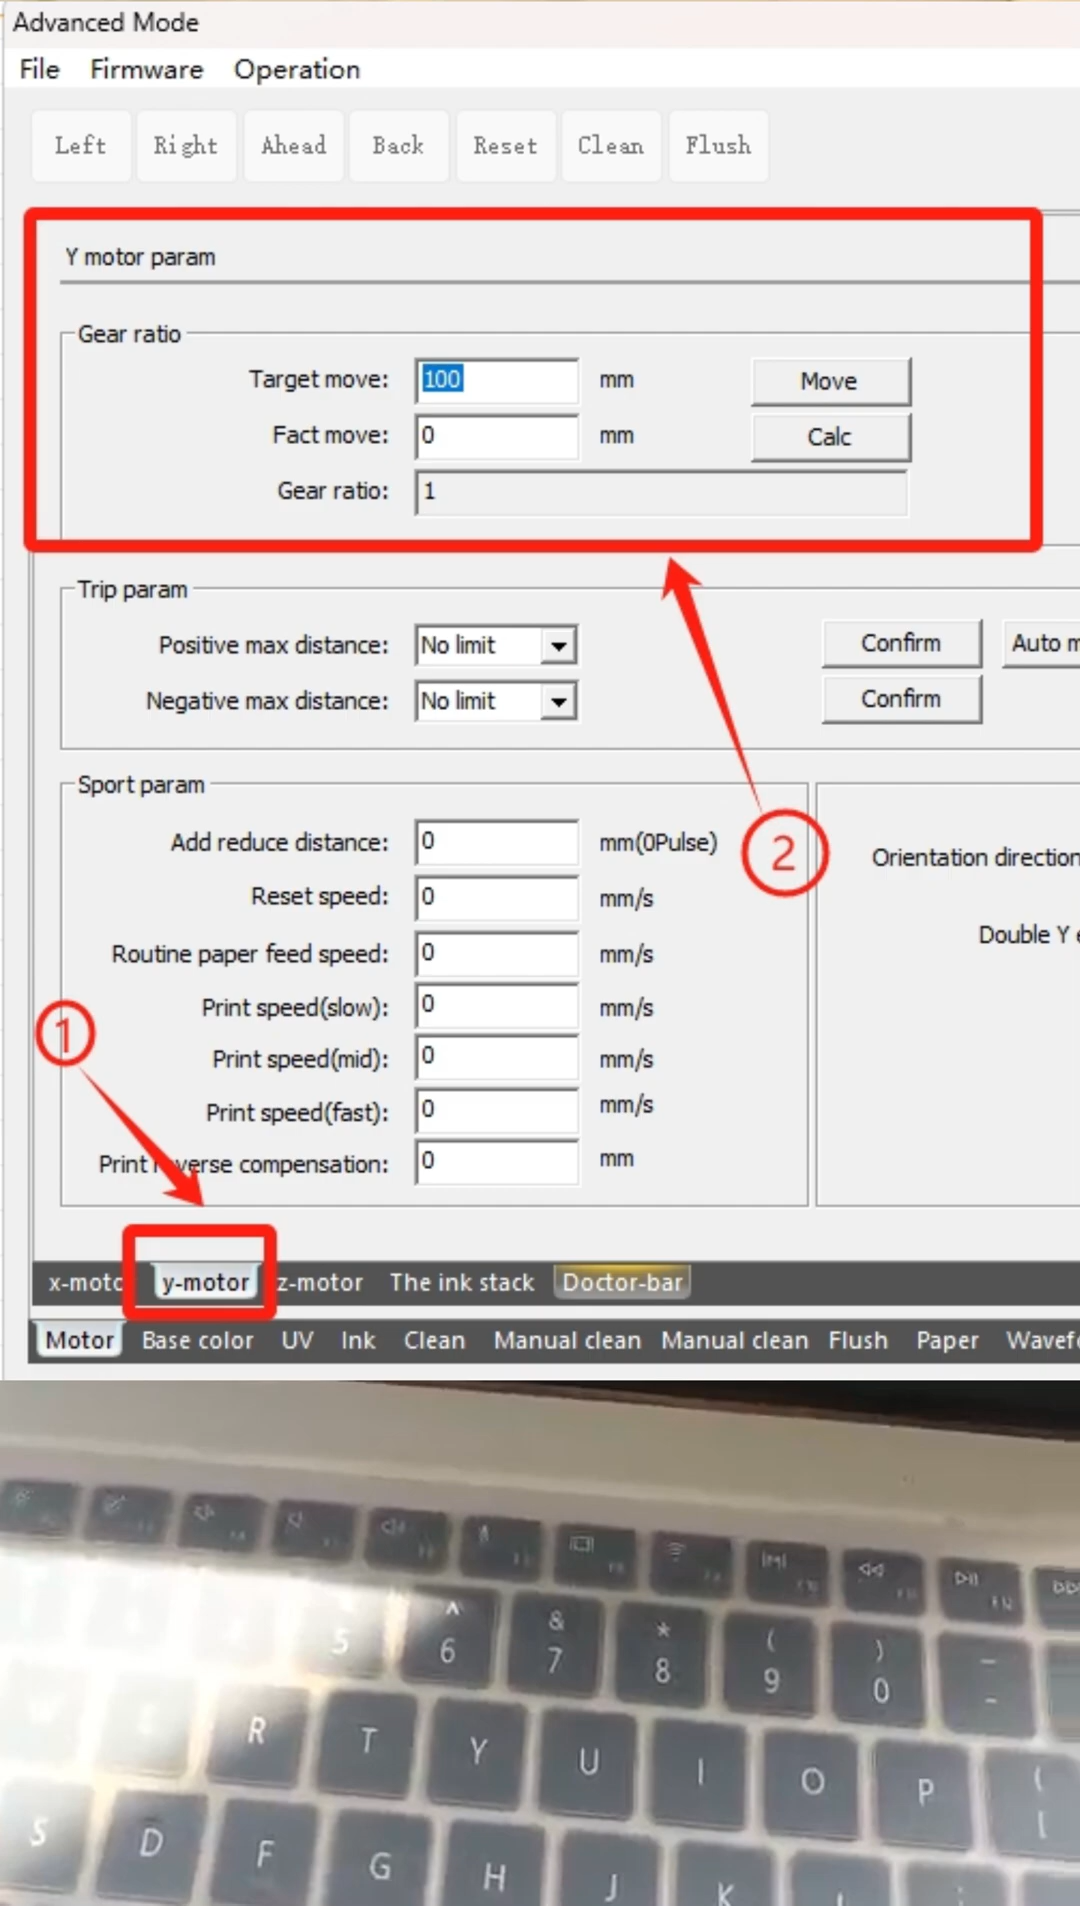 Advanced Mode
File Firmware Operation
Left Right Ahead Back Reset Clean Flush
Y motor param
Gear ratio
Target move: 100 mm Move
Fact move: 0 mm Calc
Gear ratio: 1
Trip param
Positive max distance: No limit Confirm Auto
Negative max distance: No limit Confirm
Sport param
Add reduce distance: 0 mm(0Pulse)
2
Orientation direction
Reset speed: 0 mm/s
Double Y
Routine paper feed speed: 0 mm/s
Print speed(slow): 0 mm/s
1
Print speed(mid): 0 mm/s
Print speed(fast): 0 mm/s
Print compensation: 0 mm
y-motor z-motor The ink stack Doctor-bar
Motor Base color UV Ink Clean Manual clean Manual clean Flush Paper
5 ^ 6 & 7 * 8 ( 9 ) 0 -
R T Y U I O P
S D F G H J K